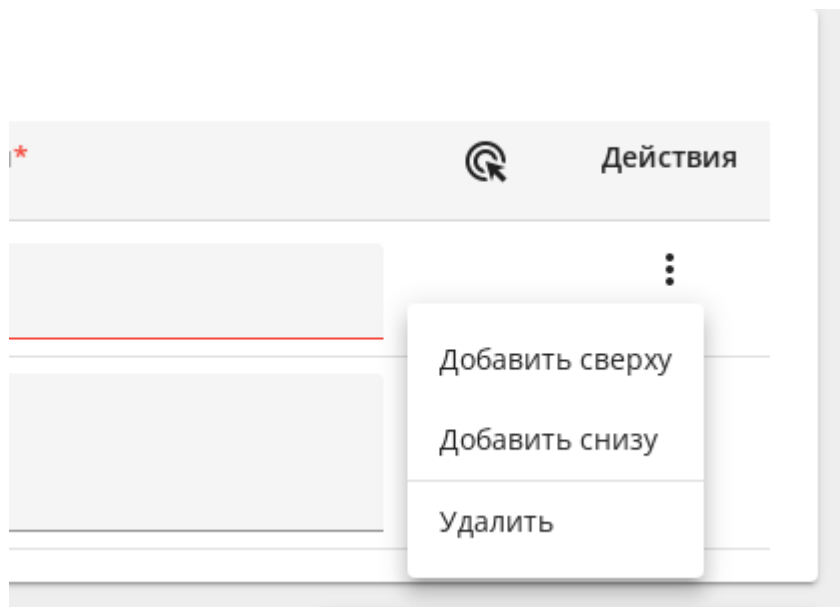 *
Действия
Добавить сверху
Добавить снизу
Удалить